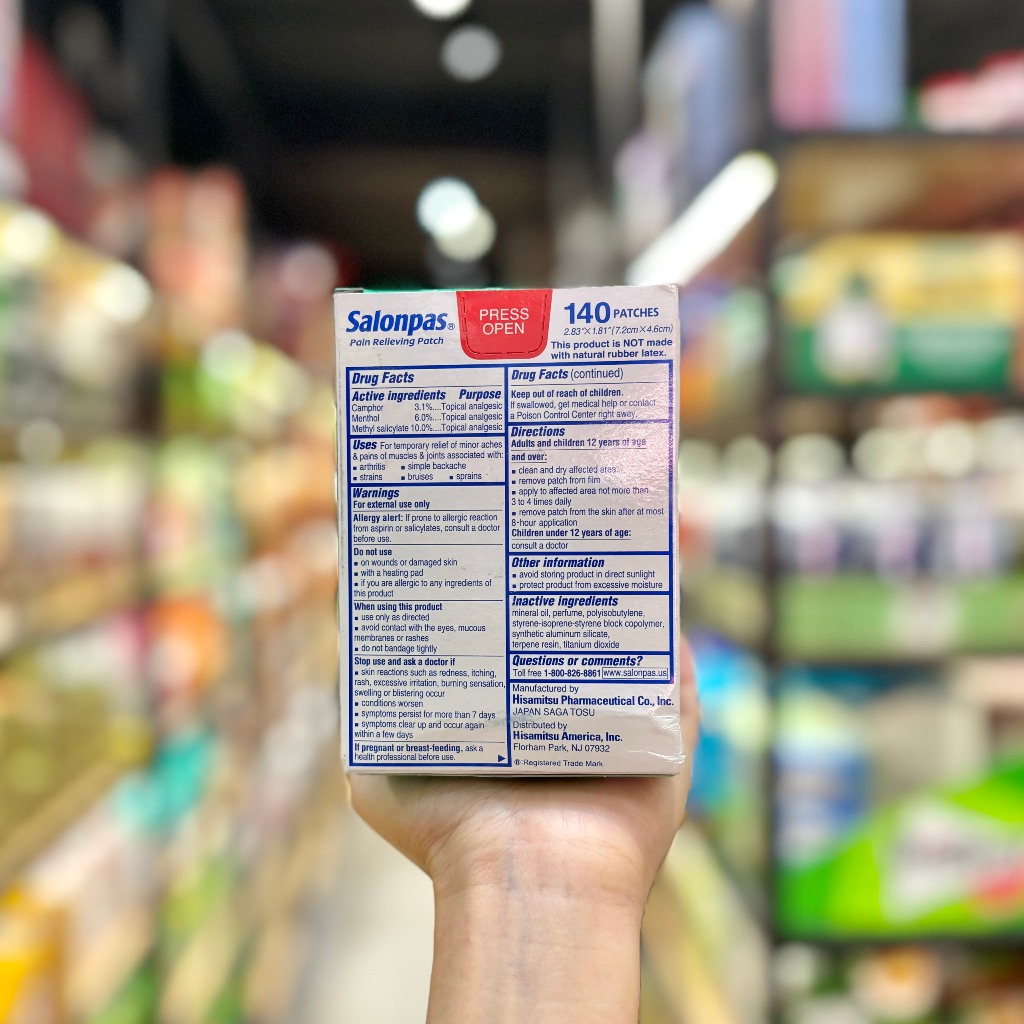 Salonpas®
Pain Relieving Patch
PRESS
OPEN
140 PATCHES
2.83"×1.81"(7.2cm×4.6cm)
This product is NOT made
with natural rubber latex.
Drug Facts
Active ingredients Purpose
Camphor 3.1%....Topical analgesic
Menthol 6.0%....Topical analgesic
Methyl salicylate 10.0%....Topical analgesic
Uses For temporary relief of minor aches
& pains of muscles & joints associated with:
▪ arthritis ▪ simple backache
▪ strains ▪ bruises ▪ sprains
Warnings
For external use only
Allergy alert: If prone to allergic reaction
from aspirin or salicylates, consult a doctor
before use.
Do not use
▪ on wounds or damaged skin
▪ with a heating pad
▪ if you are allergic to any ingredients of
this product
When using this product
▪ use only as directed
▪ avoid contact with the eyes, mucous
membranes or rashes
▪ do not bandage tightly
Stop use and ask a doctor if
▪ skin reactions such as redness, itching,
rash, excessive irritation, burning sensation,
swelling or blistering occur
▪ conditions worsen
▪ symptoms persist for more than 7 days
▪ symptoms clear up and occur again
within a few days
If pregnant or breast-feeding, ask a
health professional before use.
Drug Facts (continued)
Keep out of reach of children.
If swallowed, get medical help or contact
a Poison Control Center right away.
Directions
Adults and children 12 years of age
and over:
▪ clean and dry affected area
▪ remove patch from film
▪ apply to affected area not more than
3 to 4 times daily
▪ remove patch from the skin after at most
8-hour application
Children under 12 years of age:
consult a doctor
Other information
▪ avoid storing product in direct sunlight
▪ protect product from excessive moisture
Inactive ingredients
mineral oil, perfume, polyisobutylene,
styrene-isoprene-styrene block copolymer,
synthetic aluminum silicate,
terpene resin, titanium dioxide
Questions or comments?
Toll free 1-800-826-8861 www.salonpas.us
Manufactured by
Hisamitsu Pharmaceutical Co., Inc.
JAPAN SAGA TOSU
Distributed by
Hisamitsu America, Inc.
Florham Park, NJ 07932
®:Registered Trade Mark